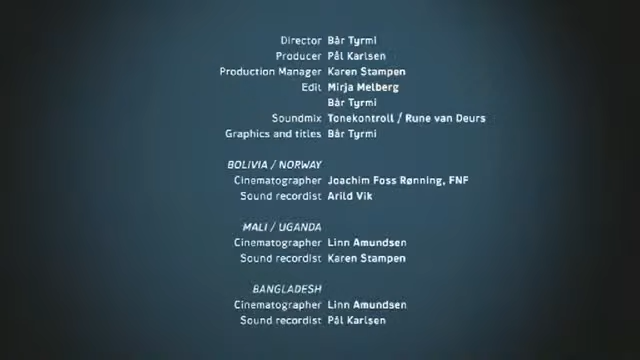 Director Bår Tyrmi
Producer Pål Karlsen
Production Manager Karen Stampen
Edit Mirja Melberg
Bår Tyrmi
Soundmix Tonekontroll / Rune van Deurs
Graphics and titles Bår Tyrmi
BOLIVIA / NORWAY
Cinematographer Joachim Foss Rønning, FNF
Sound recordist Arild Vik
MALI / UGANDA
Cinematographer Linn Amundsen
Sound recordist Karen Stampen
BANGLADESH
Cinematographer Linn Amundsen
Sound recordist Pål Karlsen